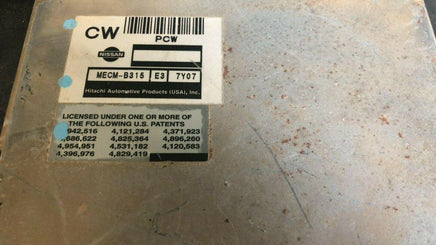 CW
PCW
NISSAN
MECM-B315 E3 7Y07
Hitachi Automotive Products (USA), Inc.
LICENSED UNDER ONE OR MORE OF
THE FOLLOWING U.S. PATENTS
,942,516 4,121,284 4,371,923
,686,622 4,825,364 4,896,260
4,954,951 4,531,182 4,120,583
4,396,976 4,829,419